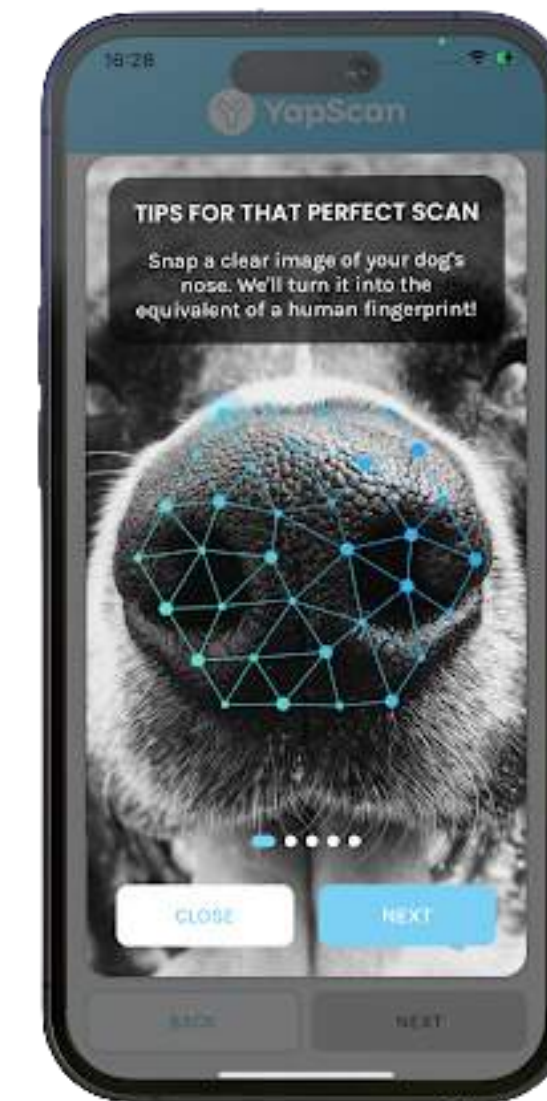 16:28
YapScan
TIPS FOR THAT PERFECT SCAN
Snap a clear image of your dog's
nose. We'll turn it into the
equivalent of a human fingerprint!
CLOSE
NEXT
BACK
NEXT